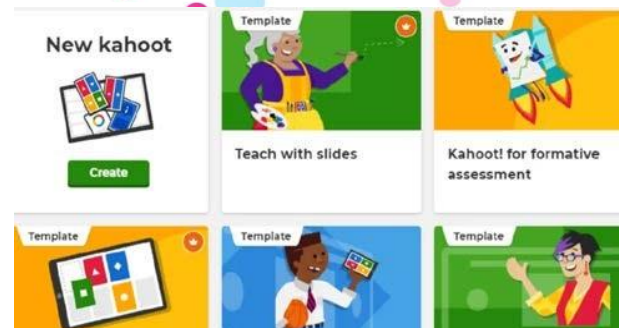 New kahoot
Create
Template
Teach with slides
Template
Kahoot! for formative
assessment
Template
Template
Template